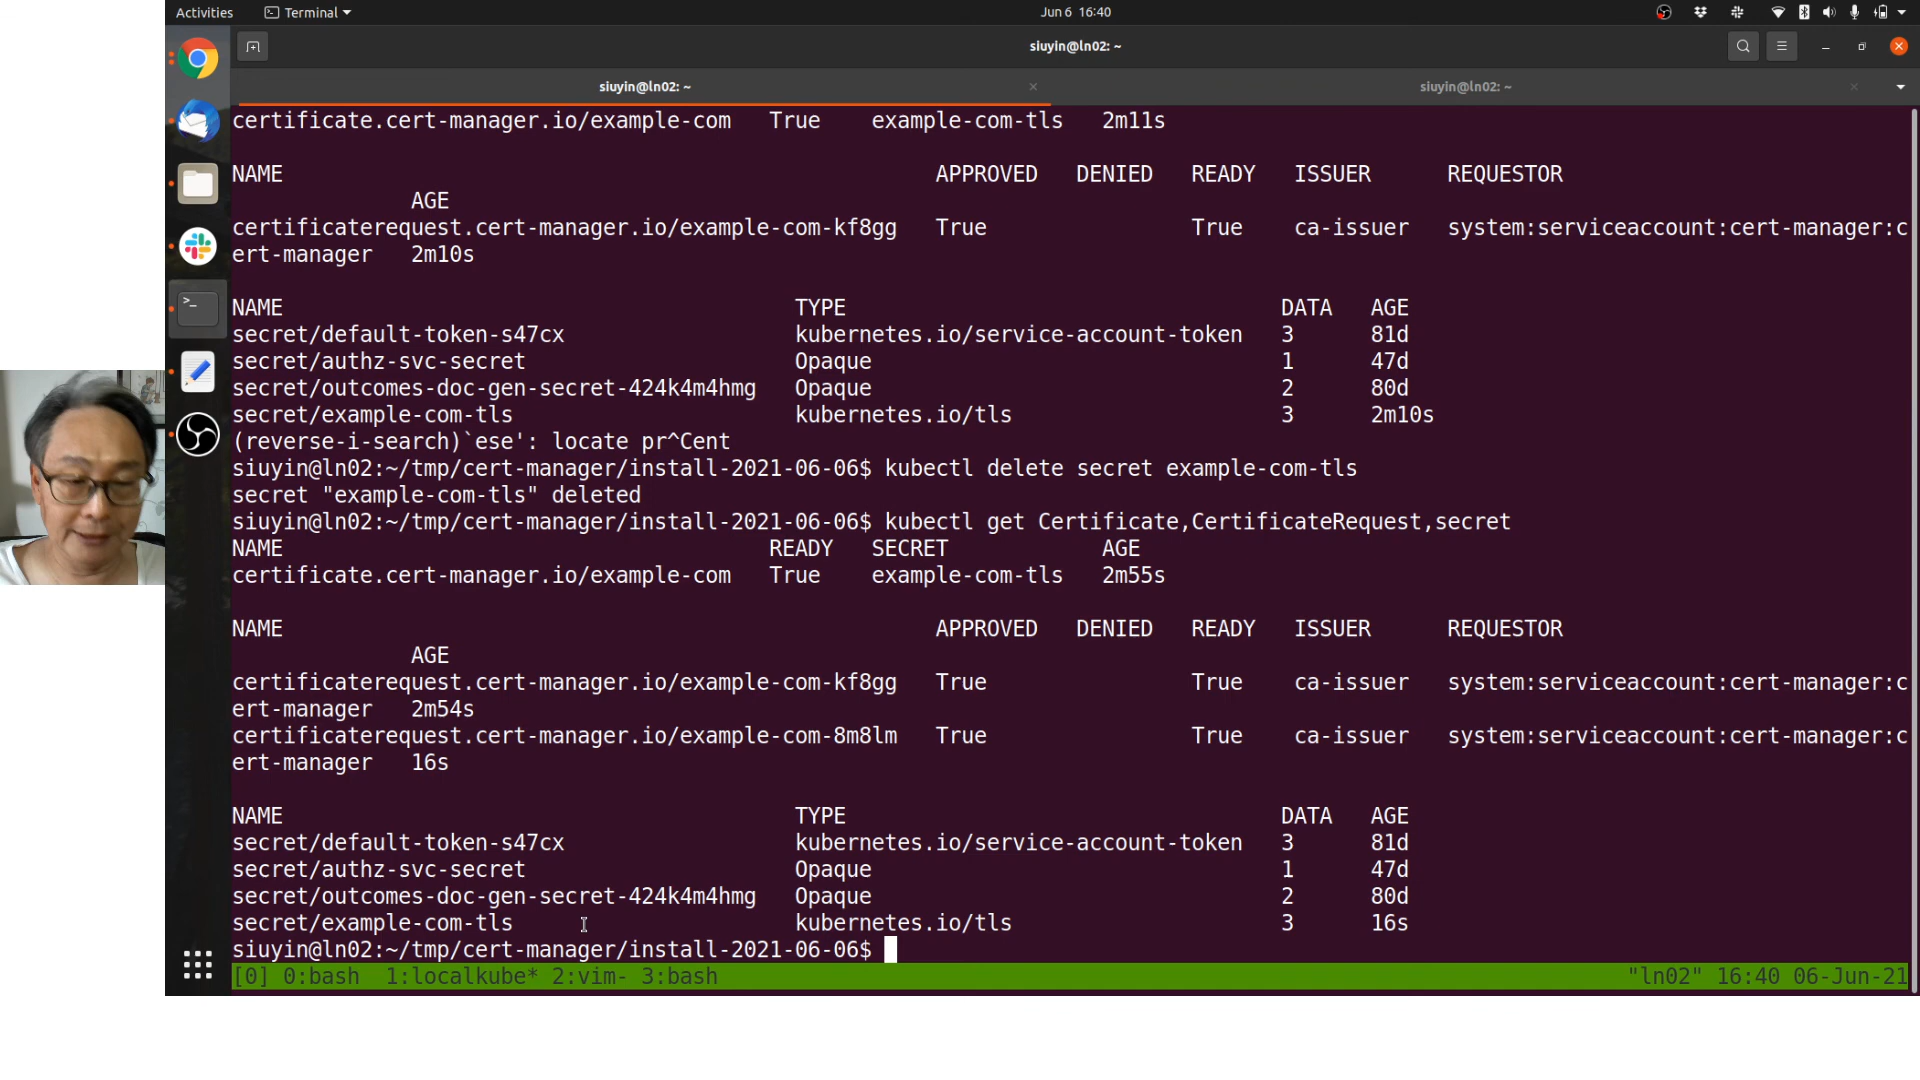 Activities
Terminal
Jun 6 16:40
siuyin@ln02: ~
siuyin@ln02: ~
siuyin@ln02: ~
certificate.cert-manager.io/example-com True example-com-tls 2m11s
NAME APPROVED DENIED READY ISSUER REQUESTOR
AGE
certificaterequest.cert-manager.io/example-com-kf8gg True True ca-issuer system:serviceaccount:cert-manager:c
ert-manager 2m10s
NAME TYPE DATA AGE
secret/default-token-s47cx kubernetes.io/service-account-token 3 81d
secret/authz-svc-secret Opaque 1 47d
secret/outcomes-doc-gen-secret-424k4m4hmg Opaque 2 80d
secret/example-com-tls kubernetes.io/tls 3 2m10s
(reverse-i-search)`ese': locate pr^Cent
siuyin@ln02:~/tmp/cert-manager/install-2021-06-06$ kubectl delete secret example-com-tls
secret "example-com-tls" deleted
siuyin@ln02:~/tmp/cert-manager/install-2021-06-06$ kubectl get Certificate,CertificateRequest,secret
NAME READY SECRET AGE
certificate.cert-manager.io/example-com True example-com-tls 2m55s
NAME APPROVED DENIED READY ISSUER REQUESTOR
AGE
certificaterequest.cert-manager.io/example-com-kf8gg True True ca-issuer system:serviceaccount:cert-manager:c
ert-manager 2m54s
certificaterequest.cert-manager.io/example-com-8m8lm True True ca-issuer system:serviceaccount:cert-manager:c
ert-manager 16s
NAME TYPE DATA AGE
secret/default-token-s47cx kubernetes.io/service-account-token 3 81d
secret/authz-svc-secret Opaque 1 47d
secret/outcomes-doc-gen-secret-424k4m4hmg Opaque 2 80d
secret/example-com-tls kubernetes.io/tls 3 16s
siuyin@ln02:~/tmp/cert-manager/install-2021-06-06$
[0] 0:bash 1:localkube* 2:vim- 3:bash "ln02" 16:40 06-Jun-21